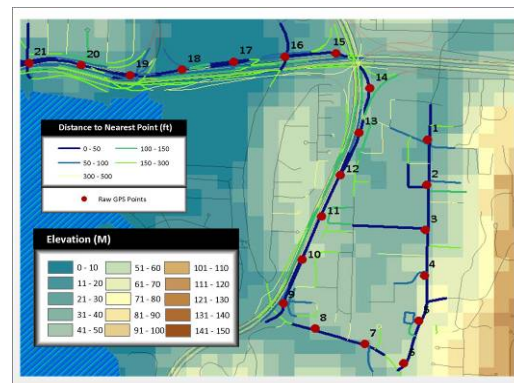 21
20
19
18
17
16
15
14
13
12
11
10
9
8
7
6
5
4
3
2
1
Distance to Nearest Point (ft)
0 - 50
100 - 150
50 - 100
150 - 300
300 - 500
Raw GPS Points
Elevation (M)
0 - 10
51 - 60
101 - 110
11 - 20
61 - 70
111 - 120
21 - 30
71 - 80
121 - 130
31 - 40
81 - 90
131 - 140
41 - 50
91 - 100
141 - 150